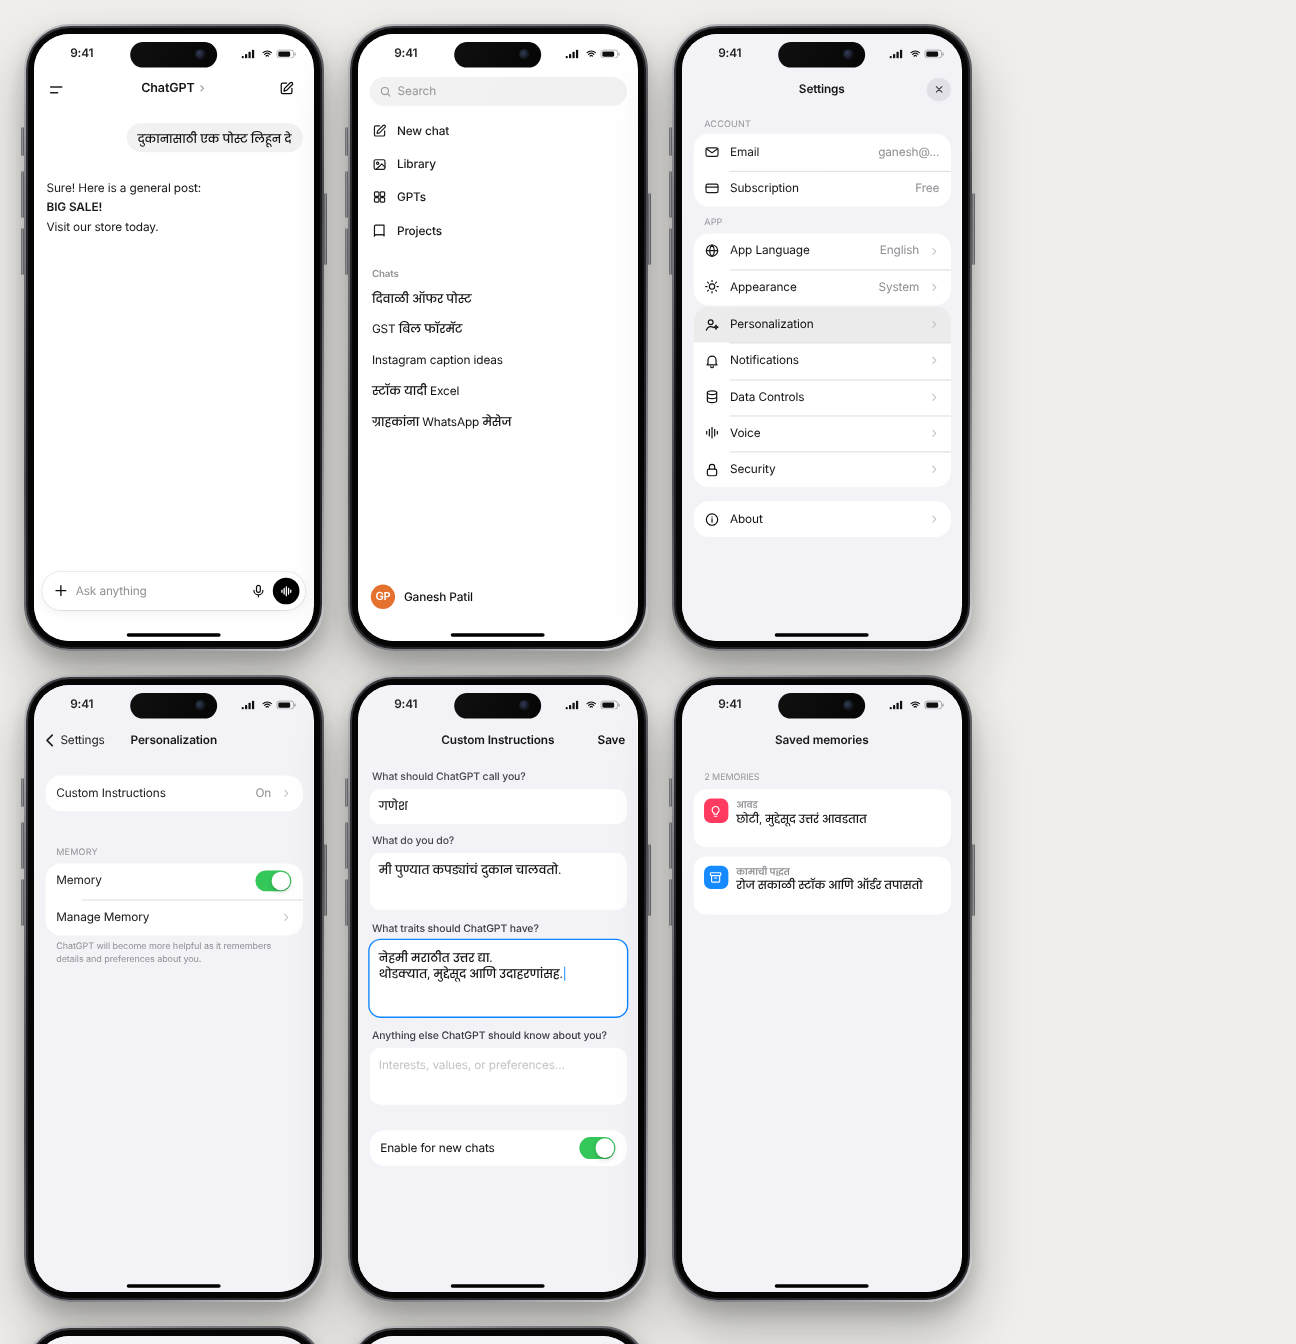 9:41
ChatGPT
दुकानासाठी एक पोस्ट लिहून दे
Sure! Here is a general post:
BIG SALE!
Visit our store today.
Ask anything
9:41
Search
New chat
Library
GPTs
Projects
Chats
दिवाळी ऑफर पोस्ट
GST बिल फॉरमॅट
Instagram caption ideas
स्टॉक यादी Excel
ग्राहकांना WhatsApp मेसेज
GP Ganesh Patil
9:41
Settings
ACCOUNT
Email ganesh@...
Subscription Free
APP
App Language English
Appearance System
Personalization
Notifications
Data Controls
Voice
Security
About
9:41
Settings Personalization
Custom Instructions On
MEMORY
Memory
Manage Memory
ChatGPT will become more helpful as it remembers
details and preferences about you.
9:41
Custom Instructions Save
What should ChatGPT call you?
गणेश
What do you do?
मी पुण्यात कपड्यांचं दुकान चालवतो.
What traits should ChatGPT have?
नेहमी मराठीत उत्तर द्या.
थोडक्यात, मुद्देसूद आणि उदाहरणांसह.
Anything else ChatGPT should know about you?
Interests, values, or preferences...
Enable for new chats
9:41
Saved memories
2 MEMORIES
आवड
छोटी, मुद्देसूद उत्तरं आवडतात
कामाची पद्धत
रोज सकाळी स्टॉक आणि ऑर्डर तपासतो